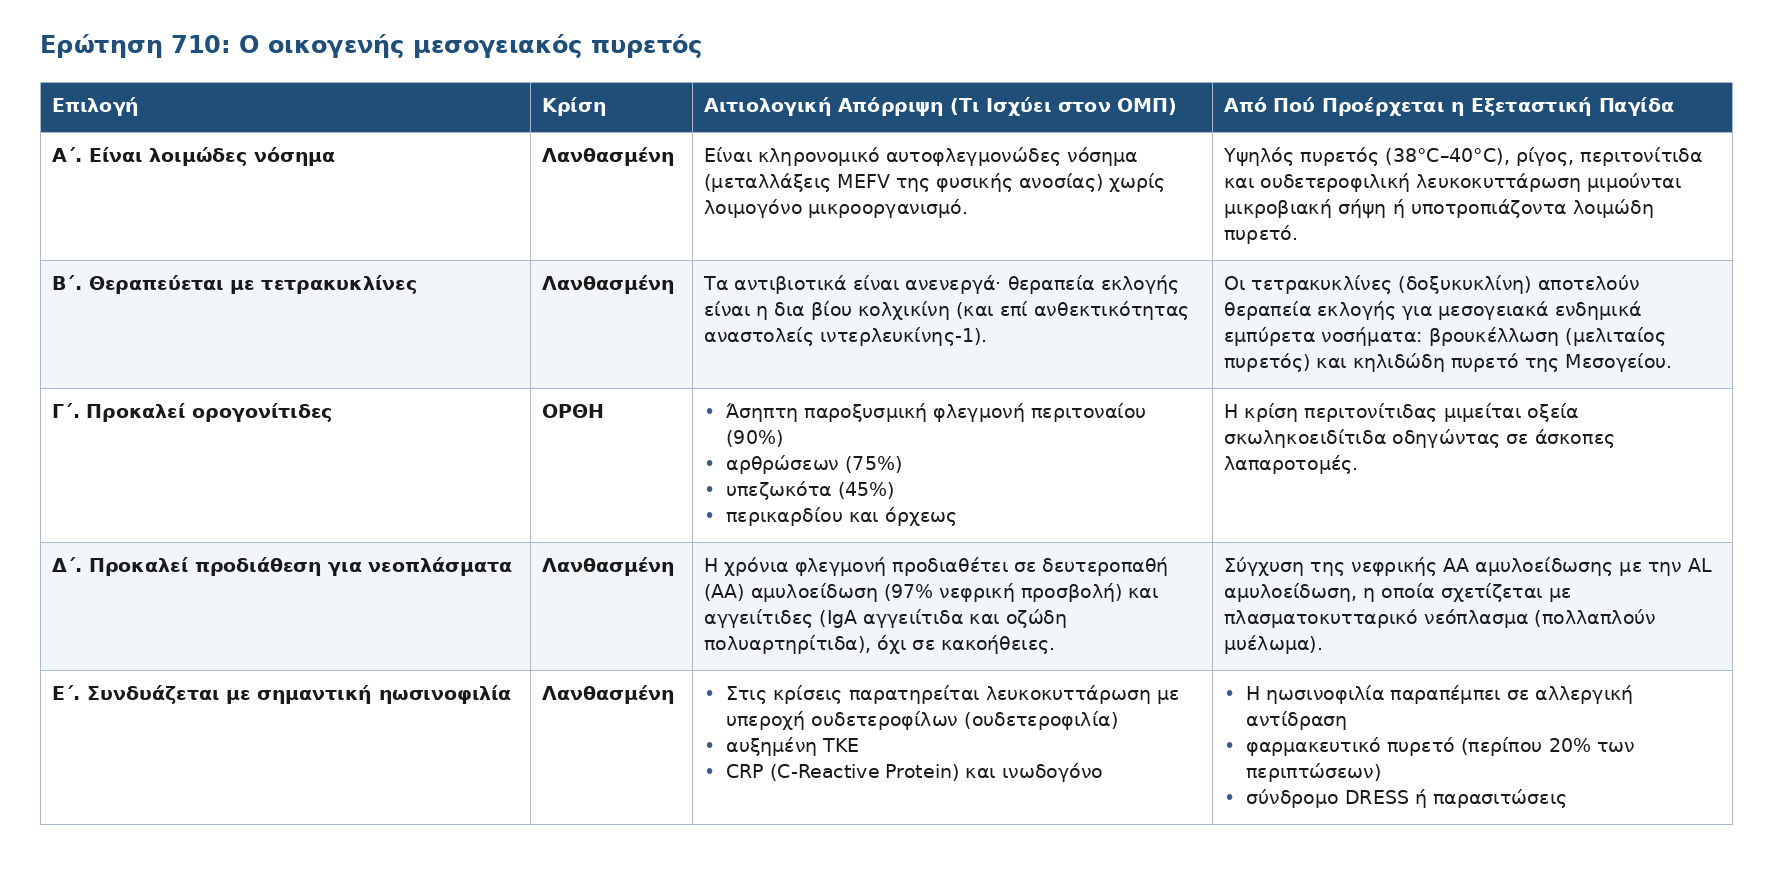 Ερώτηση 710: Ο οικογενής μεσογειακός πυρετός
Επιλογή
Κρίση
Αιτιολογική Απόρριψη (Τι Ισχύει στον ΟΜΠ)
Από Πού Προέρχεται η Εξεταστική Παγίδα
Α΄. Είναι λοιμώδες νόσημα
Λανθασμένη
Είναι κληρονομικό αυτοφλεγμονώδες νόσημα
(μεταλλάξεις MEFV της φυσικής ανοσίας) χωρίς
λοιμογόνο μικροοργανισμό.
Υψηλός πυρετός (38°C–40°C), ρίγος, περιτονίτιδα
και ουδετεροφιλική λευκοκυττάρωση μιμούνται
μικροβιακή σήψη ή υποτροπιάζοντα λοιμώδη
πυρετό.
Β΄. Θεραπεύεται με τετρακυκλίνες
Λανθασμένη
Τα αντιβιοτικά είναι ανενεργά· θεραπεία εκλογής
είναι η δια βίου κολχικίνη (και επί ανθεκτικότητας
αναστολείς ιντερλευκίνης-1).
Οι τετρακυκλίνες (δοξυκυκλίνη) αποτελούν
θεραπεία εκλογής για μεσογειακά ενδημικά
εμπύρετα νοσήματα: βρουκέλλωση (μελιταίος
πυρετός) και κηλιδώδη πυρετό της Μεσογείου.
Γ΄. Προκαλεί ορογονίτιδες
ΟΡΘΗ
• Άσηπτη παροξυσμική φλεγμονή περιτοναίου
(90%)
• αρθρώσεων (75%)
• υπεζωκότα (45%)
• περικαρδίου και όρχεως
Η κρίση περιτονίτιδας μιμείται οξεία
σκωληκοειδίτιδα οδηγώντας σε άσκοπες
λαπαροτομές.
Δ΄. Προκαλεί προδιάθεση για νεοπλάσματα
Λανθασμένη
Η χρόνια φλεγμονή προδιαθέτει σε δευτεροπαθή
(AA) αμυλοείδωση (97% νεφρική προσβολή) και
αγγειίτιδες (IgA αγγειίτιδα και οζώδη
πολυαρτηρίτιδα), όχι σε κακοήθειες.
Σύγχυση της νεφρικής AA αμυλοείδωσης με την AL
αμυλοείδωση, η οποία σχετίζεται με
πλασματοκυτταρικό νεόπλασμα (πολλαπλούν
μυέλωμα).
Ε΄. Συνδυάζεται με σημαντική ηωσινοφιλία
Λανθασμένη
• Στις κρίσεις παρατηρείται λευκοκυττάρωση με
υπεροχή ουδετεροφίλων (ουδετεροφιλία)
• αυξημένη ΤΚΕ
• CRP (C-Reactive Protein) και ινωδογόνο
• Η ηωσινοφιλία παραπέμπει σε αλλεργική
αντίδραση
• φαρμακευτικό πυρετό (περίπου 20% των
περιπτώσεων)
• σύνδρομο DRESS ή παρασιτώσεις